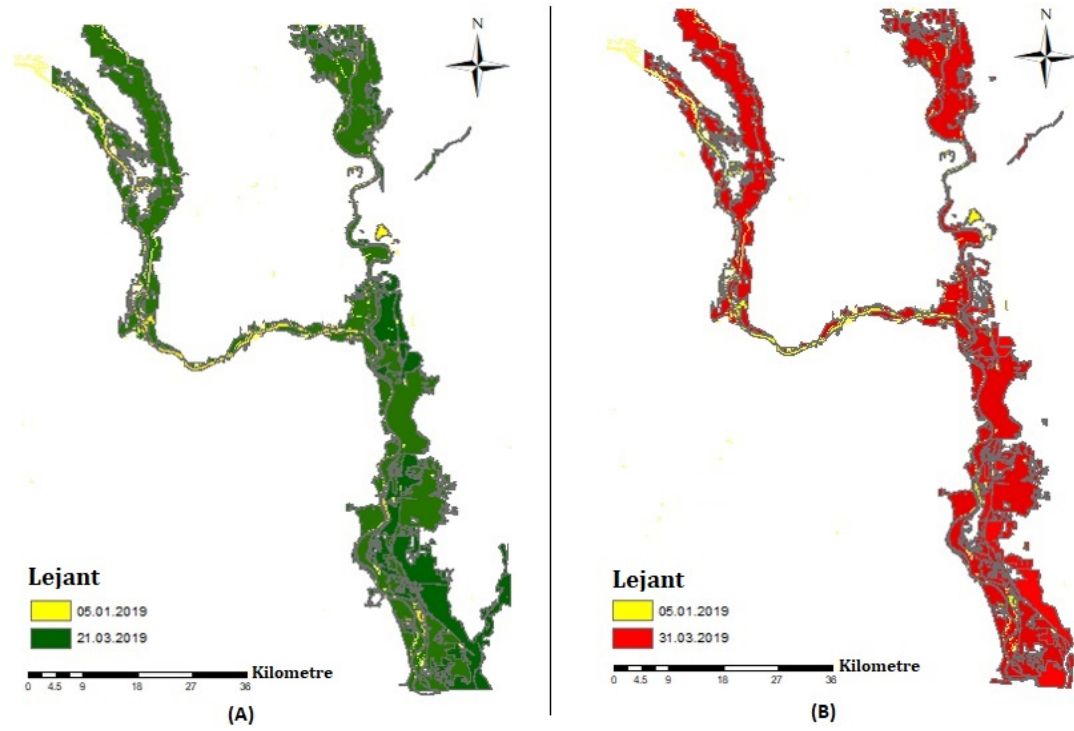 N
Lejant
05.01.2019
21.03.2019
Kilometre
0 4.5 9 18 27 36
(A)
N
Lejant
05.01.2019
31.03.2019
Kilometre
0 4.5 9 18 27 36
(B)